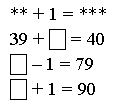 ** + 1 = ***
39 + □ = 40
□ – 1 = 79
□ + 1 = 90